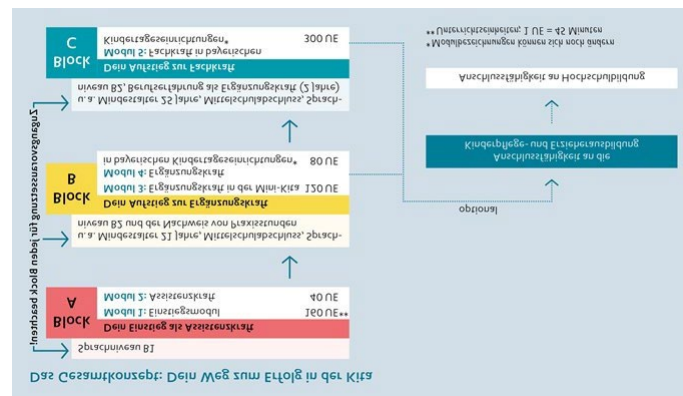 Das Gesamtkonzept: Dein Weg zum Erfolg in der Kita
Zugangsvoraussetzung für jeden Block beachten!
Sprachniveau B1
Block
A
Dein Einstieg als Assistenzkraft
Modul 1: Einstiegsmodul 160 UE**
Modul 2: Assistenzkraft 40 UE
u. a. Mindestalter 21 Jahre, Mittelschulabschluss, Sprach-
niveau B2 und der Nachweis von Praxisstunden
Block
B
Dein Aufstieg zur Ergänzungskraft
Modul 3: Ergänzungskraft in der Mini-Kita 120 UE
Modul 4: Ergänzungskraft
in bayerischen Kindertageseinrichtungen* 80 UE
u. a. Mindestalter 25 Jahre, Mittelschulabschluss, Sprach-
niveau B2, Berufserfahrung als Ergänzungskraft (2 Jahre)
Block
C
Dein Aufstieg zur Fachkraft
Modul 5: Fachkraft in bayerischen
Kindertageseinrichtungen* 300 UE
optional
Anschlussfähigkeit an die
Kinderpflege- und Erzieherausbildung
Anschlussfähigkeit an Hochschulbildung
*Modulbezeichnungen können sich noch ändern
**Unterrichtseinheiten; 1 UE = 45 Minuten